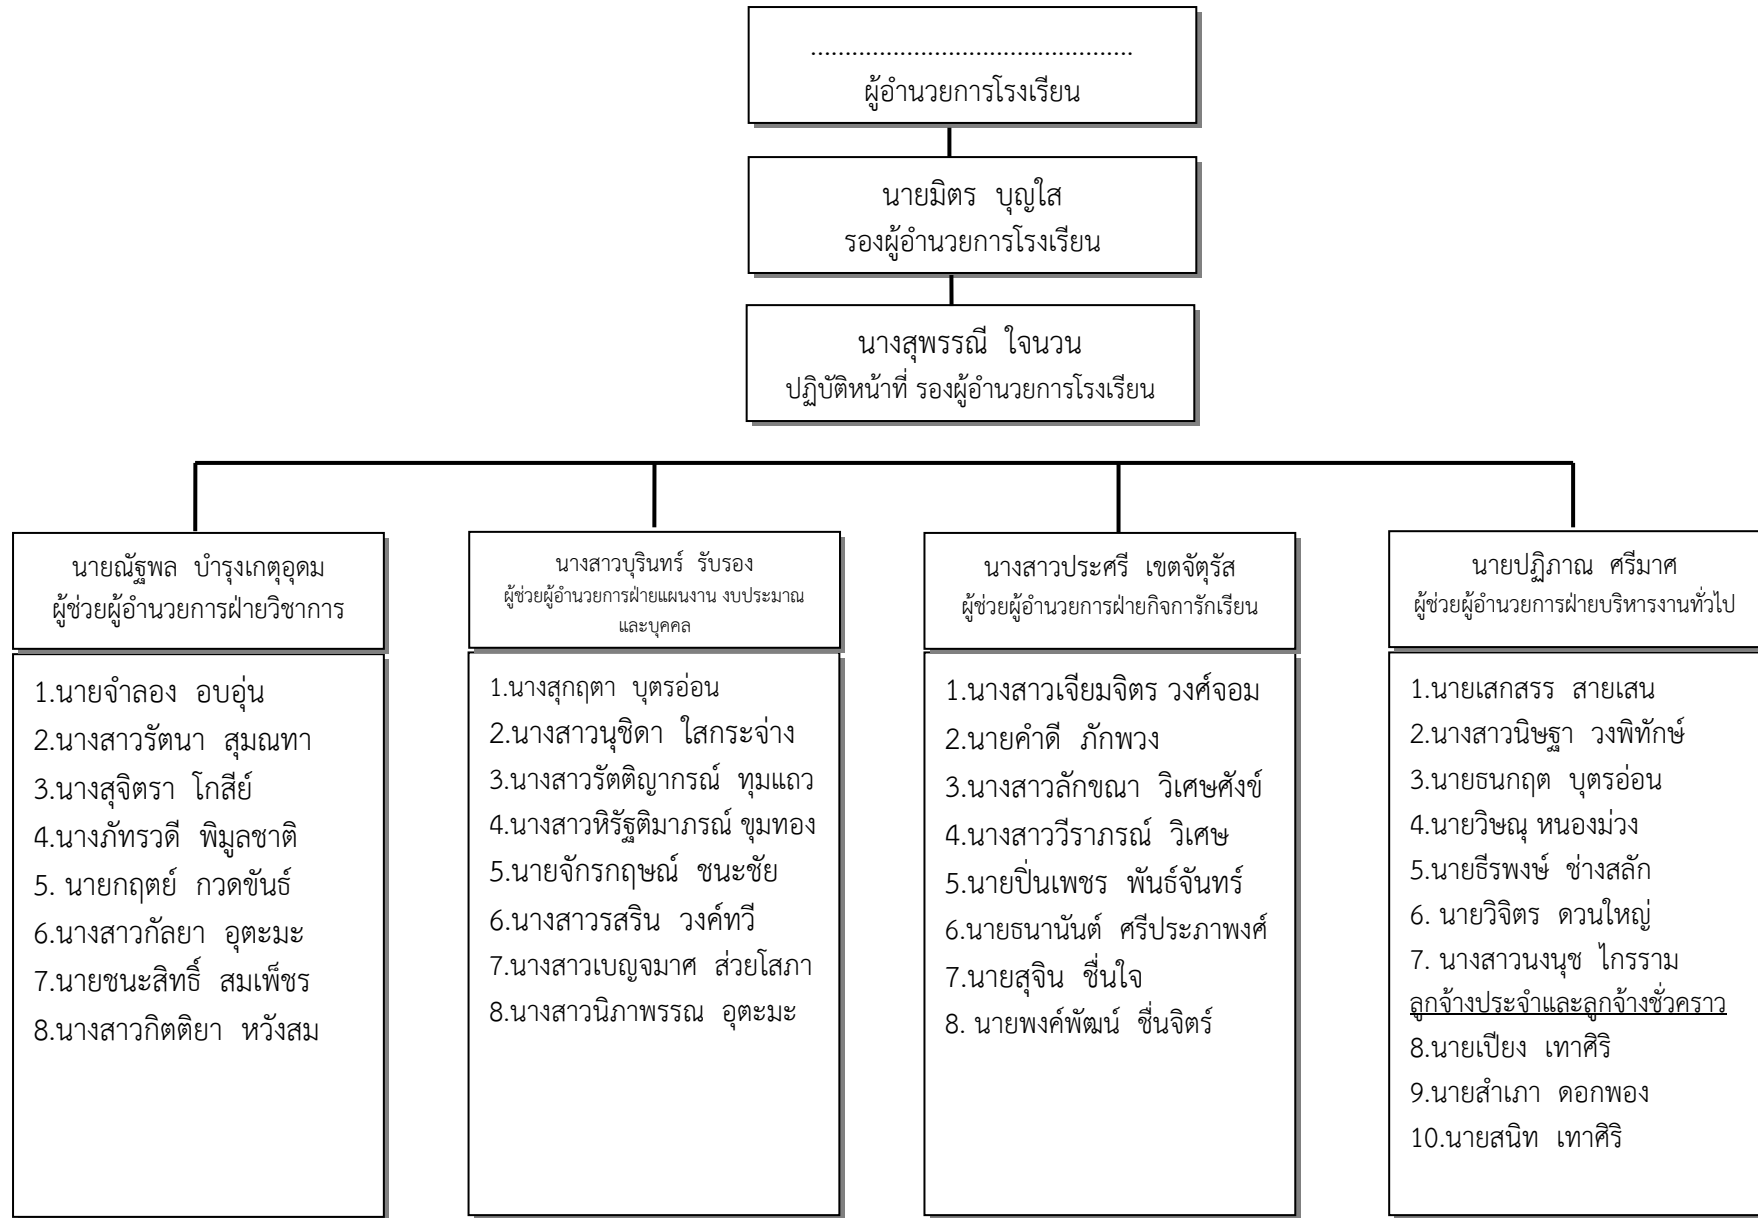 ................................................
ผู้อำนวยการโรงเรียน
นายมิตร บุญใส
รองผู้อำนวยการโรงเรียน
นางสุพรรณี ใจนวน
ปฏิบัติหน้าที่ รองผู้อำนวยการโรงเรียน
นายณัฐพล บำรุงเกตุอุดม
ผู้ช่วยผู้อำนวยการฝ่ายวิชาการ
1.นายจำลอง อบอุ่น
2.นางสาวรัตนา สุมณทา
3.นางสุจิตรา โกสีย์
4.นางภัทรวดี พิมูลชาติ
5. นายกฤตย์ กวดขันธ์
6.นางสาวกัลยา อุตะมะ
7.นายชนะสิทธิ์ สมเพ็ชร
8.นางสาวกิตติยา หวังสม
นางสาวบุรินทร์ รับรอง
ผู้ช่วยผู้อำนวยการฝ่ายแผนงาน งบประมาณ
และบุคคล
1.นางสุกฤตา บุตรอ่อน
2.นางสาวนุชิดา ใสกระจ่าง
3.นางสาวรัตติญากรณ์ ทุมแถว
4.นางสาวหิรัฐติมาภรณ์ ขุมทอง
5.นายจักรกฤษณ์ ชนะชัย
6.นางสาวรสริน วงค์ทวี
7.นางสาวเบญจมาศ ส่วยโสภา
8.นางสาวนิภาพรรณ อุตะมะ
นางสาวประศรี เขตจัตุรัส
ผู้ช่วยผู้อำนวยการฝ่ายกิจการักเรียน
1.นางสาวเจียมจิตร วงศ์จอม
2.นายคำดี ภักพวง
3.นางสาวลักขณา วิเศษศังข์
4.นางสาววีราภรณ์ วิเศษ
5.นายปิ่นเพชร พันธ์จันทร์
6.นายธนานันต์ ศรีประภาพงศ์
7.นายสุจิน ชื่นใจ
8. นายพงค์พัฒน์ ชื่นจิตร์
นายปฏิภาณ ศรีมาศ
ผู้ช่วยผู้อำนวยการฝ่ายบริหารงานทั่วไป
1.นายเสกสรร สายเสน
2.นางสาวนิษฐา วงพิทักษ์
3.นายธนกฤต บุตรอ่อน
4.นายวิษณุ หนองม่วง
5.นายธีรพงษ์ ช่างสลัก
6. นายวิจิตร ดวนใหญ่
7. นางสาวนงนุช ไกรราม
ลูกจ้างประจำและลูกจ้างชั่วคราว
8.นายเปียง เทาศิริ
9.นายสำเภา ดอกพอง
10.นายสนิท เทาศิริ